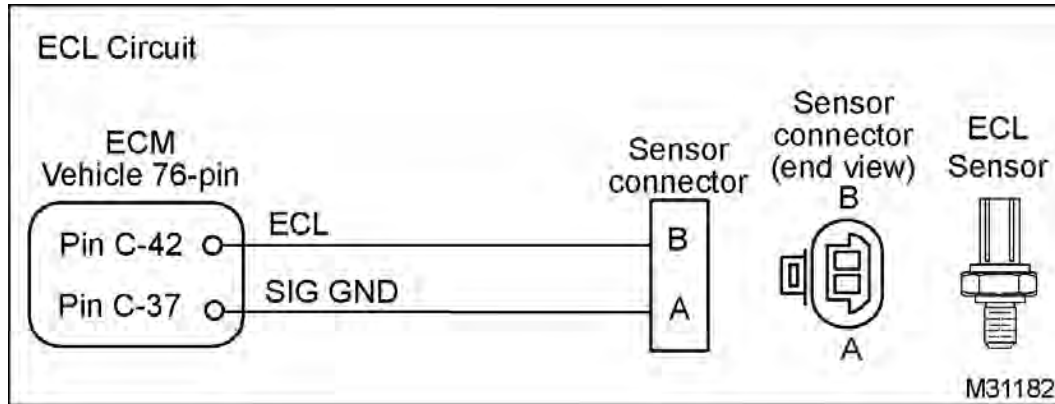 ECL Circuit
ECM
Vehicle 76-pin
Pin C-42
Pin C-37
ECL
SIG GND
Sensor
connector
B
A
Sensor
connector
(end view)
B
A
ECL
Sensor
M31182